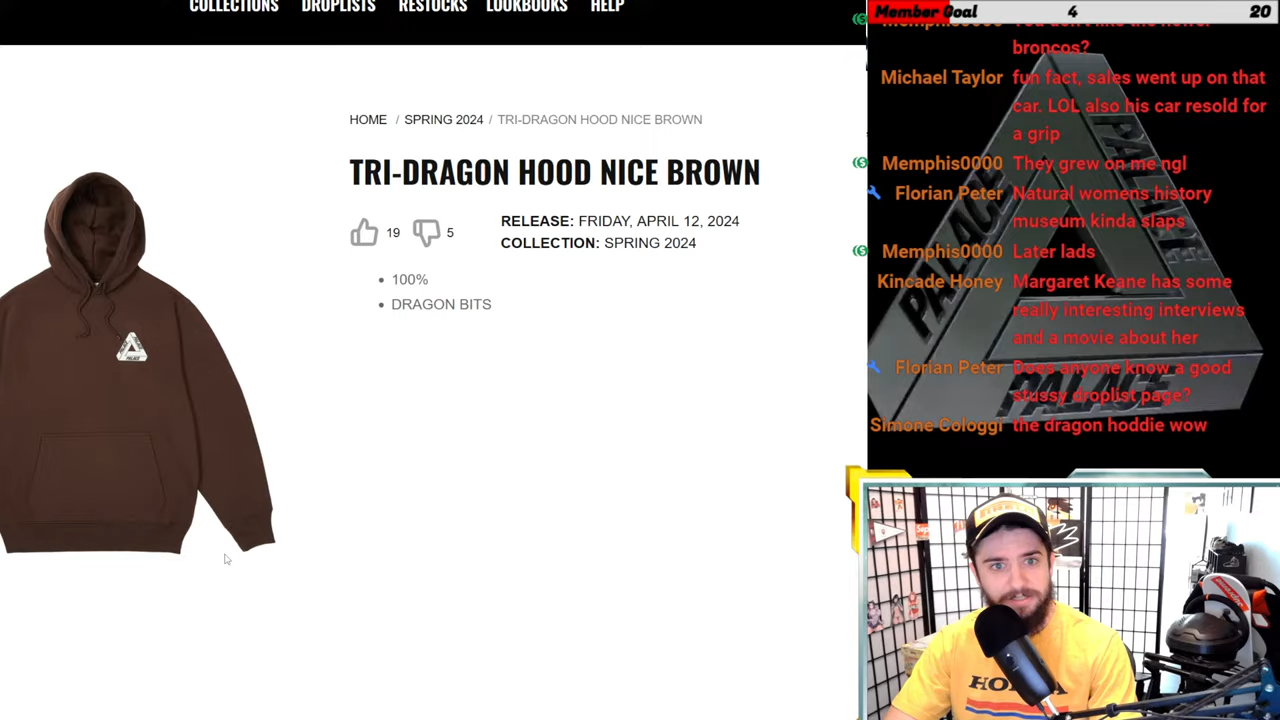 COLLECTIONS DROPLISTS RESTOCKS LOOKBOOKS HELP
HOME / SPRING 2024 / TRI-DRAGON HOOD NICE BROWN
TRI-DRAGON HOOD NICE BROWN
19 5
RELEASE: FRIDAY, APRIL 12, 2024
COLLECTION: SPRING 2024
• 100%
• DRAGON BITS
PALACE
Member Goal 4 20
broncos?
Michael Taylor fun fact, sales went up on that
car. LOL also his car resold for
a grip
Memphis0000 They grew on me ngl
Florian Peter Natural womens history
museum kinda slaps
Memphis0000 Later lads
Kincade Honey Margaret Keane has some
really interesting interviews
and a movie about her
Florian Peter Does anyone know a good
stussy droplist page?
Simone Cologgi the dragon hoddie wow
PALACE
PALACE
PALACE
HONDA